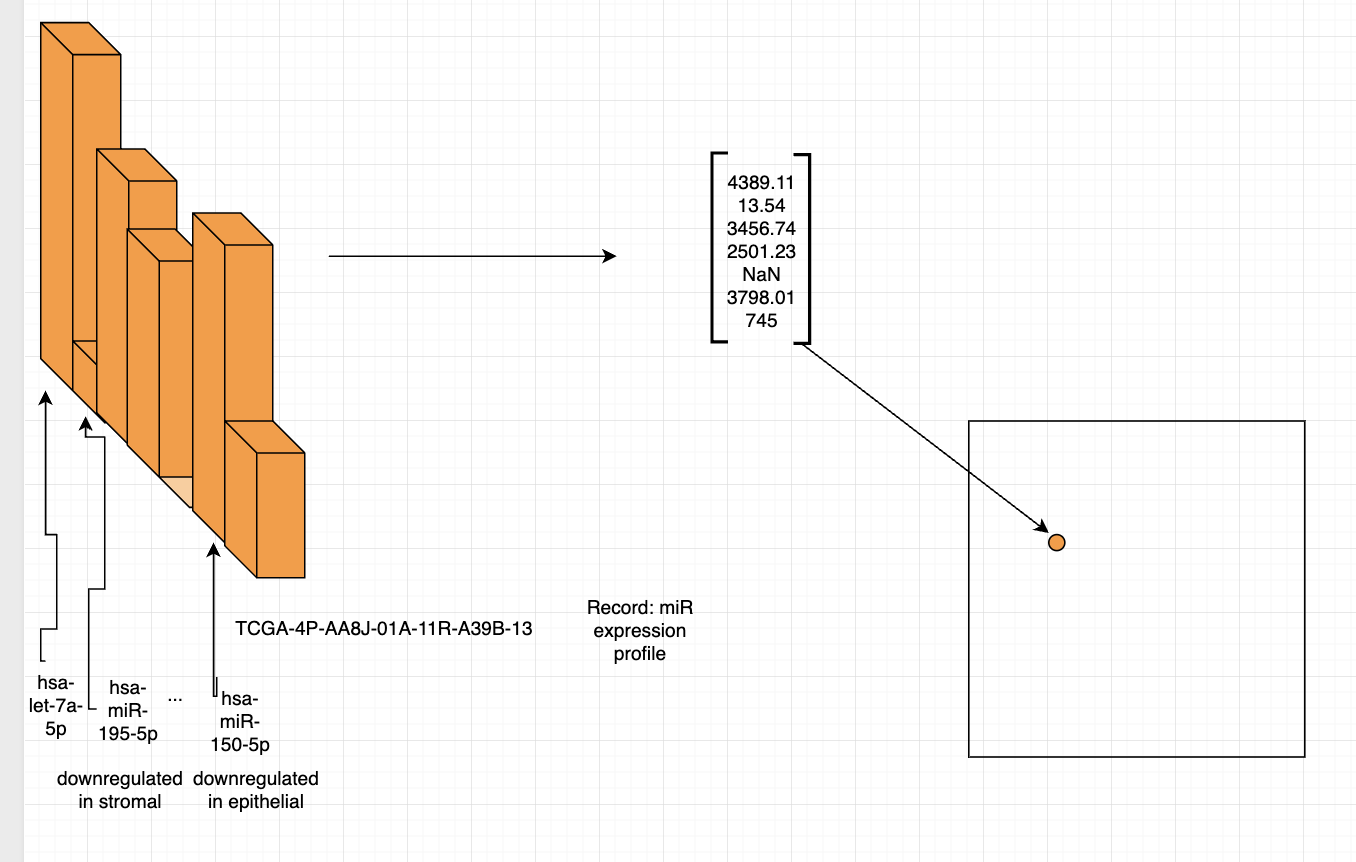 4389.11
13.54
3456.74
2501.23
NaN
3798.01
745
TCGA-4P-AA8J-01A-11R-A39B-13
Record: miR
expression
profile
hsa-
let-7a-
5p
hsa-
miR-
195-5p
...
hsa-
miR-
150-5p
downregulated
in stromal
downregulated
in epithelial